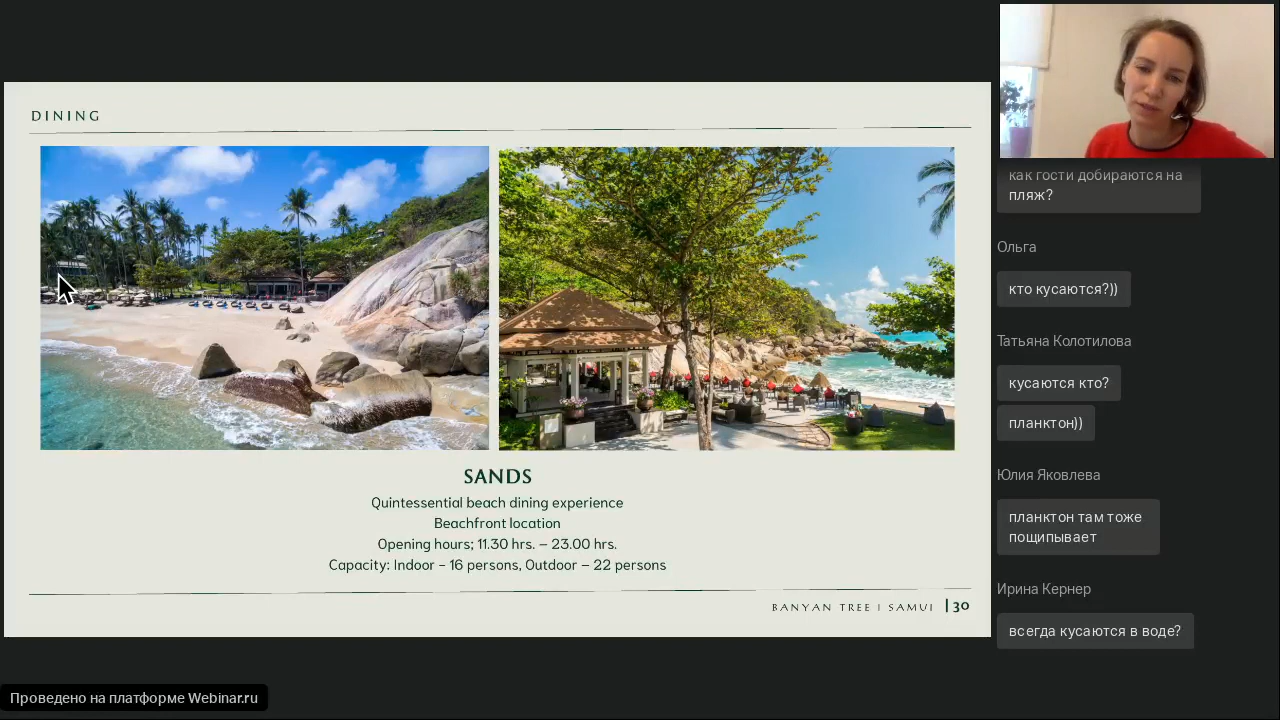 DINING
SANDS
Quintessential beach dining experience
Beachfront location
Opening hours; 11.30 hrs. – 23.00 hrs.
Capacity: Indoor - 16 persons, Outdoor – 22 persons
BANYAN TREE | SAMUI | 30
как гости добираются на
пляж?
Ольга
кто кусаются?))
Татьяна Колотилова
кусаются кто?
планктон))
Юлия Яковлева
планктон там тоже
пощипывает
Ирина Кернер
всегда кусаются в воде?
Проведено на платформе Webinar.ru